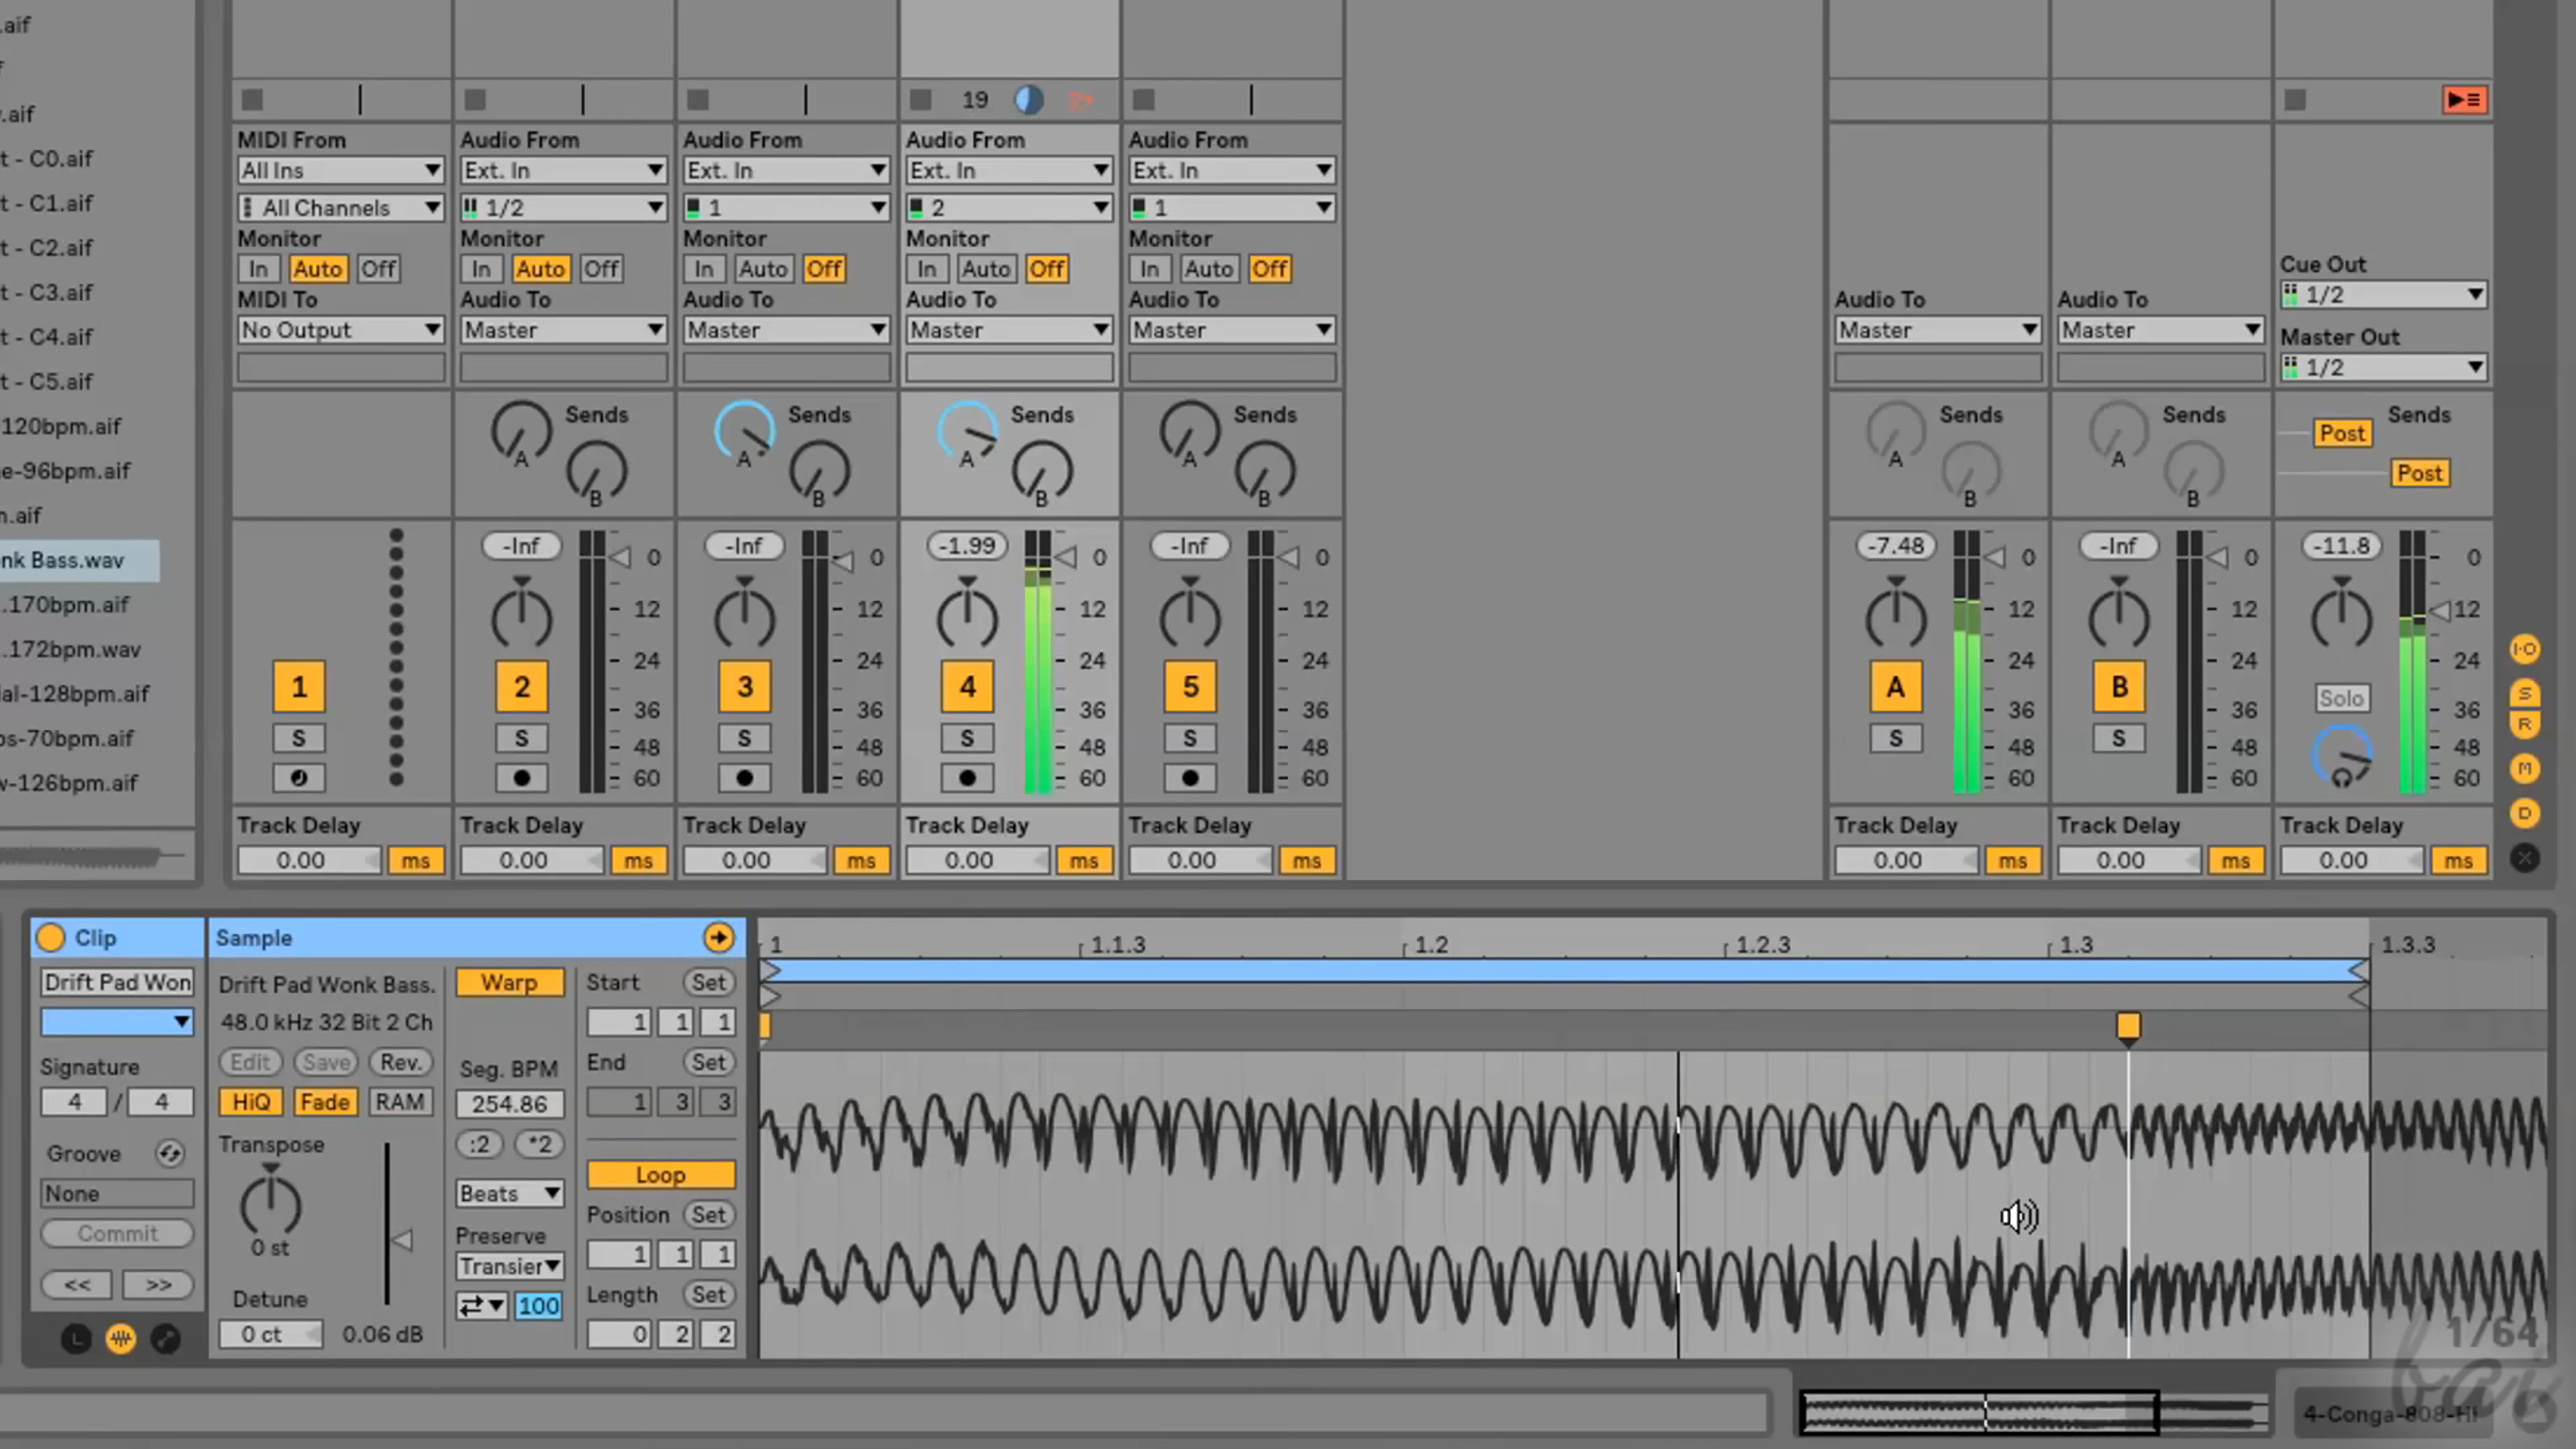 .aif
f
.aif
t - C0.aif
t - C1.aif
t - C2.aif
t - C3.aif
t - C4.aif
t - C5.aif
120bpm.aif
e-96bpm.aif
.aif
nk Bass.wav
.170bpm.aif
.172bpm.wav
ial-128bpm.aif
os-70bpm.aif
-126bpm.aif
19
MIDI From Audio From Audio From Audio From Audio From
All Ins Ext. In Ext. In Ext. In Ext. In
All Channels 1/2 1 2 1
Monitor Monitor Monitor Monitor Monitor
In Auto Off In Auto Off In Auto Off In Auto Off In Auto Off
Cue Out
1/2
MIDI To Audio To Audio To Audio To Audio To Audio To Audio To
No Output Master Master Master Master Master Master
Master Out
1/2
Sends Sends Sends Sends Sends Sends Sends
A A A A A A Post
B B B B B B Post
-Inf -Inf -1.99 -Inf -7.48 -Inf -11.8
0 0 0 0 0 0 0
12 12 12 12 12 12 12
24 24 24 24 24 24 24
1 2 3 4 5 A B Solo
36 36 36 36 36 36 36
S S S S S S S
48 48 48 48 48 48 48
60 60 60 60 60 60 60
I·O
S
R
M
D
Track Delay Track Delay Track Delay Track Delay Track Delay Track Delay Track Delay Track Delay
0.00 ms 0.00 ms 0.00 ms 0.00 ms 0.00 ms 0.00 ms 0.00 ms 0.00 ms
Clip
Drift Pad Won
Signature
4 / 4
Groove
None
Commit
<< >>
L
Sample
Drift Pad Wonk Bass.
48.0 kHz 32 Bit 2 Ch
Edit Save Rev.
HiQ Fade RAM
Transpose
0 st
Detune
0 ct 0.06 dB
Warp
Seg. BPM
254.86
:2 *2
Beats
Preserve
Transier
100
Start Set
1 1 1
End Set
1 3 3
Loop
Position Set
1 1 1
Length Set
0 2 2
1 1.1.3 1.2 1.2.3 1.3 1.3.3
1/64
4-Conga-808-Hi